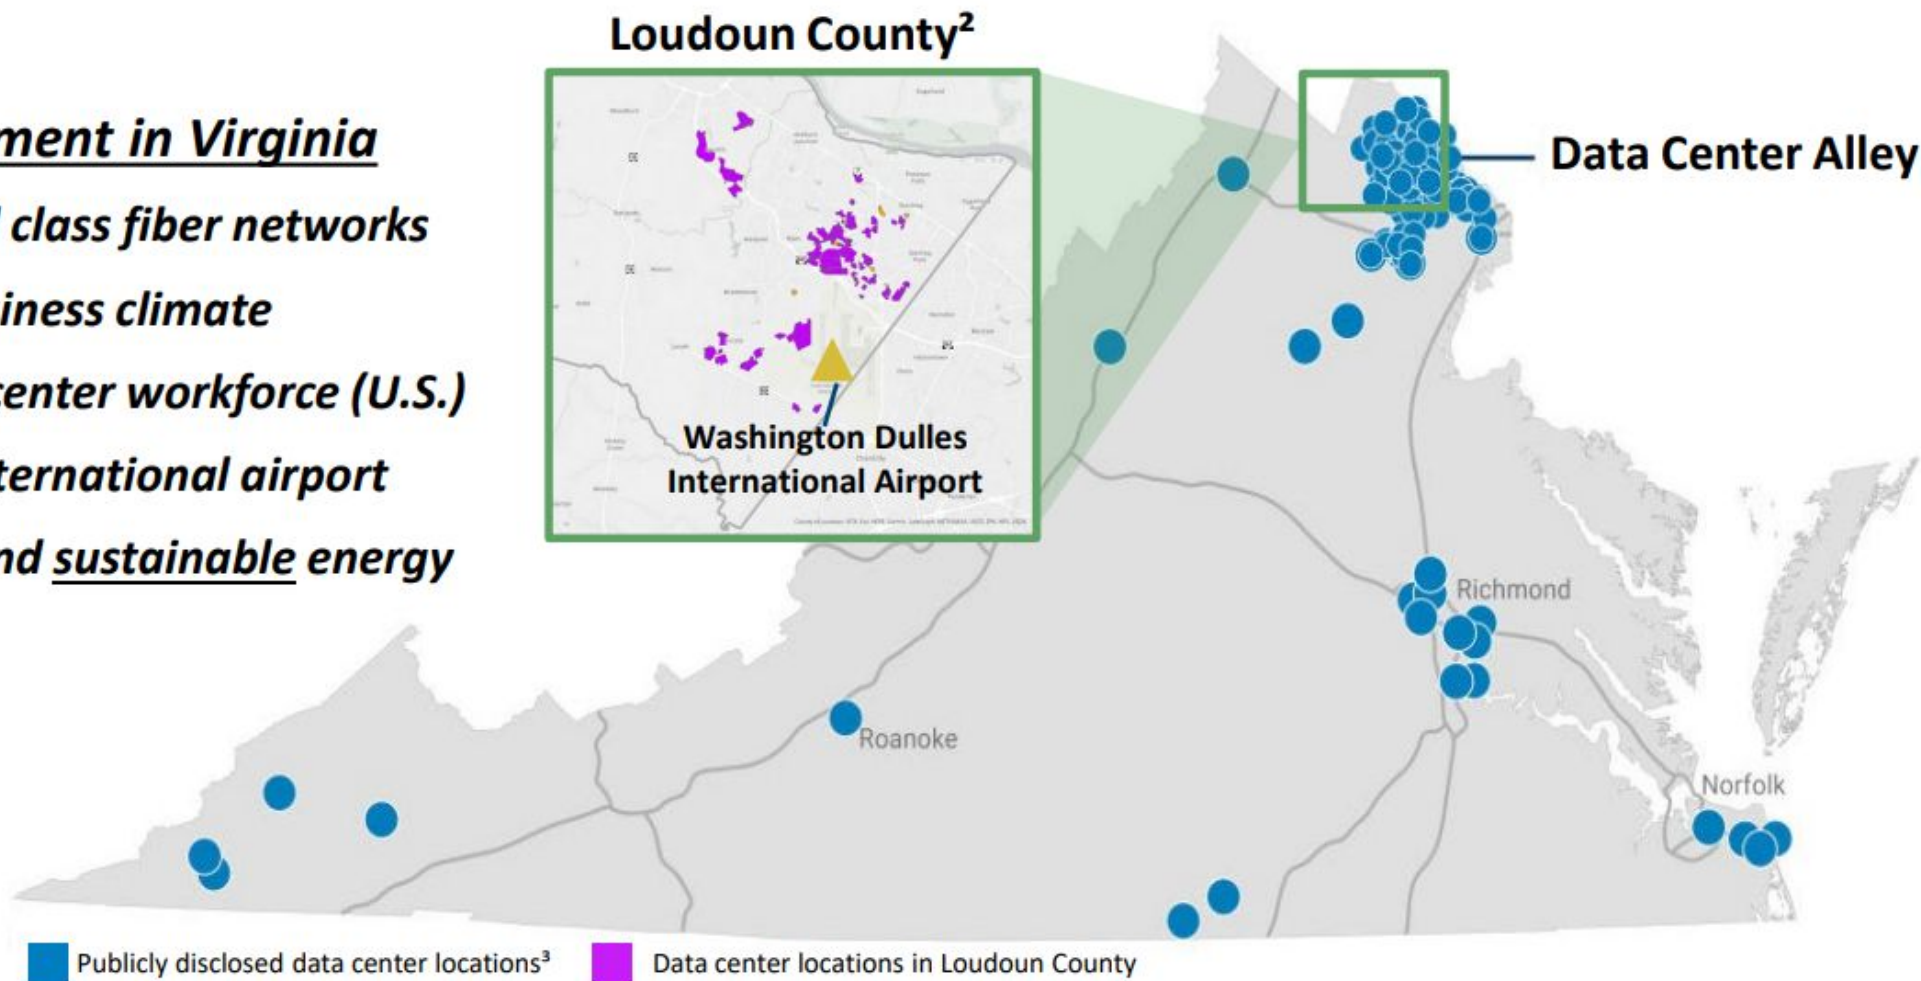 Loudoun County²
ment in Virginia
class fiber networks
iness climate
center workforce (U.S.)
ternational airport
nd sustainable energy
Data Center Alley
Washington Dulles
International Airport
Richmond
Roanoke
Norfolk
Publicly disclosed data center locations³
Data center locations in Loudoun County